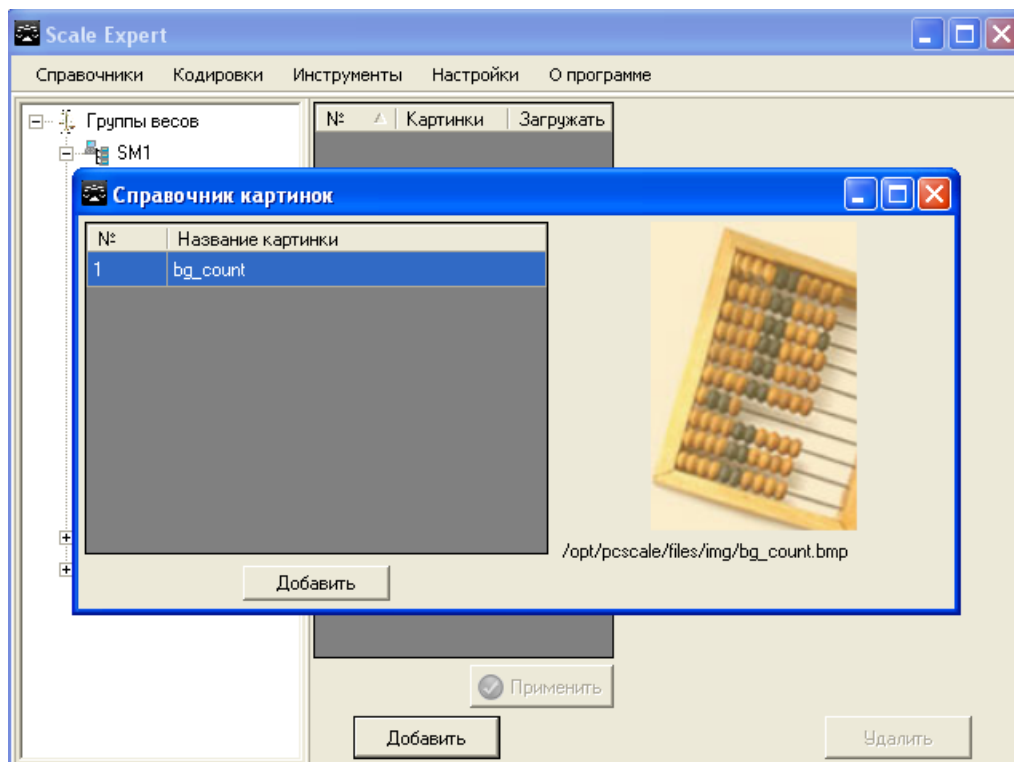 Scale Expert
Справочники Кодировки Инструменты Настройки О программе
Группы весов
SM1
№ Картинки Загружать
Справочник картинок
№ Название картинки
1 bg_count
/opt/pcscale/files/img/bg_count.bmp
Добавить
Применить
Добавить Удалить